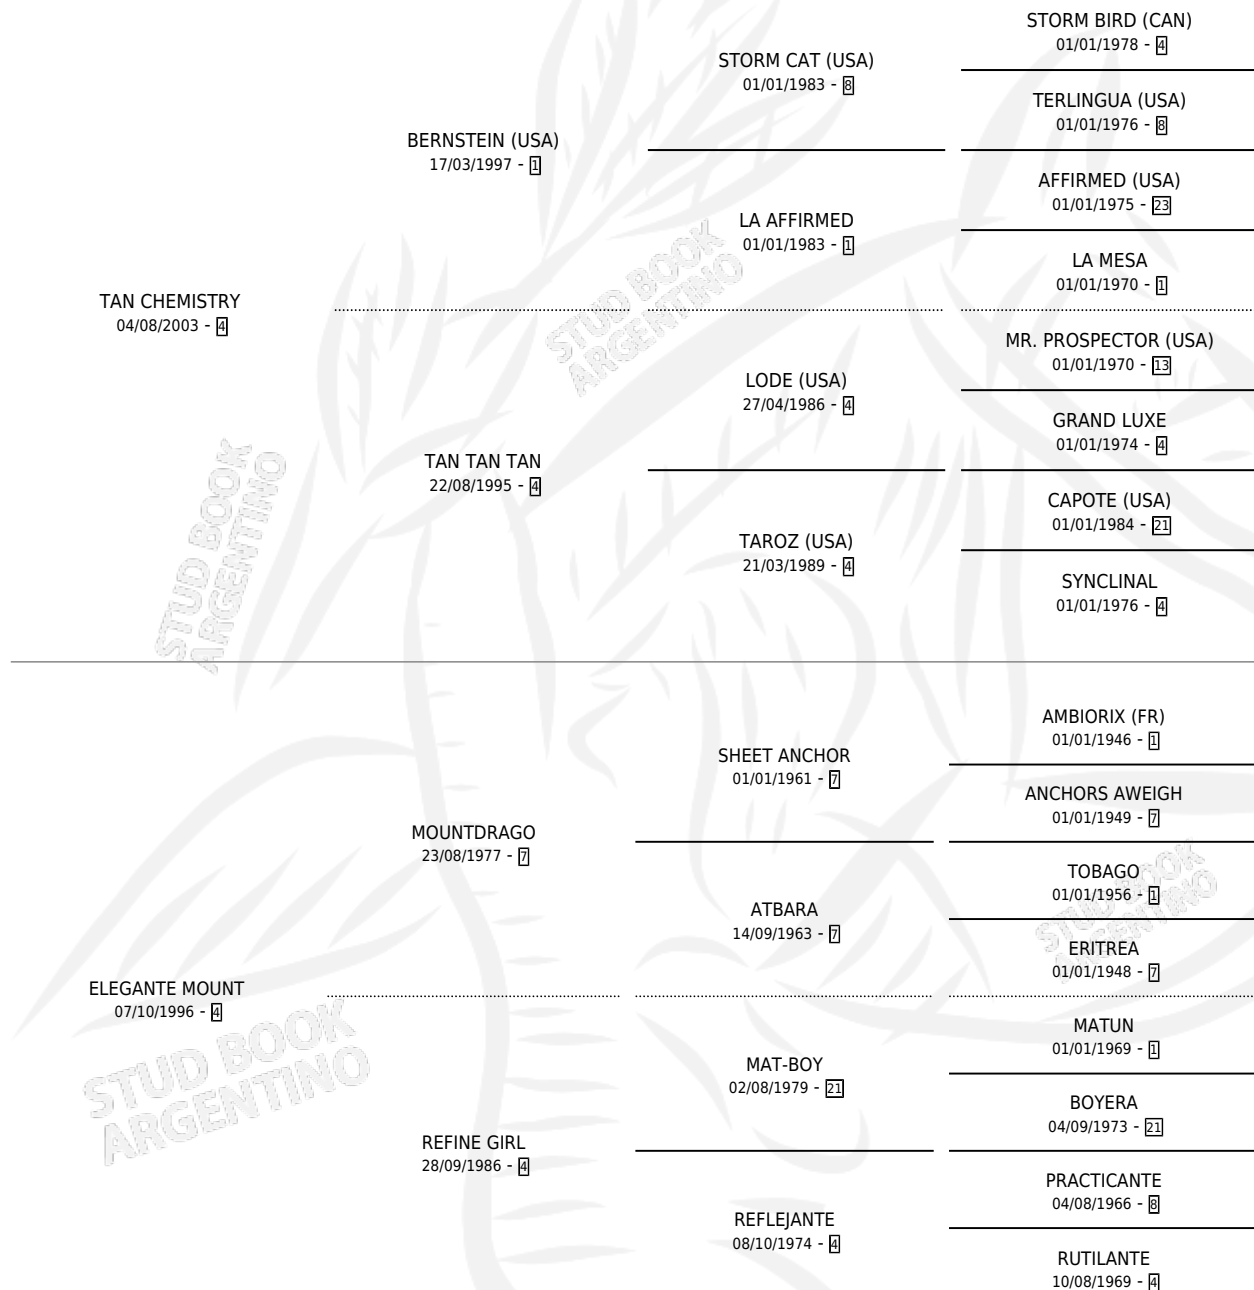 STORM BIRD (CAN)
01/01/1978 - 4
STORM CAT (USA)
01/01/1983 - 8
TERLINGUA (USA)
01/01/1976 - 8
BERNSTEIN (USA)
17/03/1997 - 1
AFFIRMED (USA)
01/01/1975 - 23
LA AFFIRMED
01/01/1983 - 1
LA MESA
01/01/1970 - 1
TAN CHEMISTRY
04/08/2003 - 4
MR. PROSPECTOR (USA)
01/01/1970 - 13
LODE (USA)
27/04/1986 - 4
GRAND LUXE
01/01/1974 - 4
TAN TAN TAN
22/08/1995 - 4
CAPOTE (USA)
01/01/1984 - 21
TAROZ (USA)
21/03/1989 - 4
SYNCLINAL
01/01/1976 - 4
AMBIORIX (FR)
01/01/1946 - 1
SHEET ANCHOR
01/01/1961 - 7
ANCHORS AWEIGH
01/01/1949 - 7
MOUNTDRAGO
23/08/1977 - 7
TOBAGO
01/01/1956 - 1
ATBARA
14/09/1963 - 7
ERITREA
01/01/1948 - 7
ELEGANTE MOUNT
07/10/1996 - 4
MATUN
01/01/1969 - 1
MAT-BOY
02/08/1979 - 21
BOYERA
04/09/1973 - 21
REFINE GIRL
28/09/1986 - 4
PRACTICANTE
04/08/1966 - 8
REFLEJANTE
08/10/1974 - 4
RUTILANTE
10/08/1969 - 4
STUD BOOK
ARGENTINO
STUD BOOK
ARGENTINO
STUD BOOK
ARGENTINO
STUD BOOK
ARGENTINO